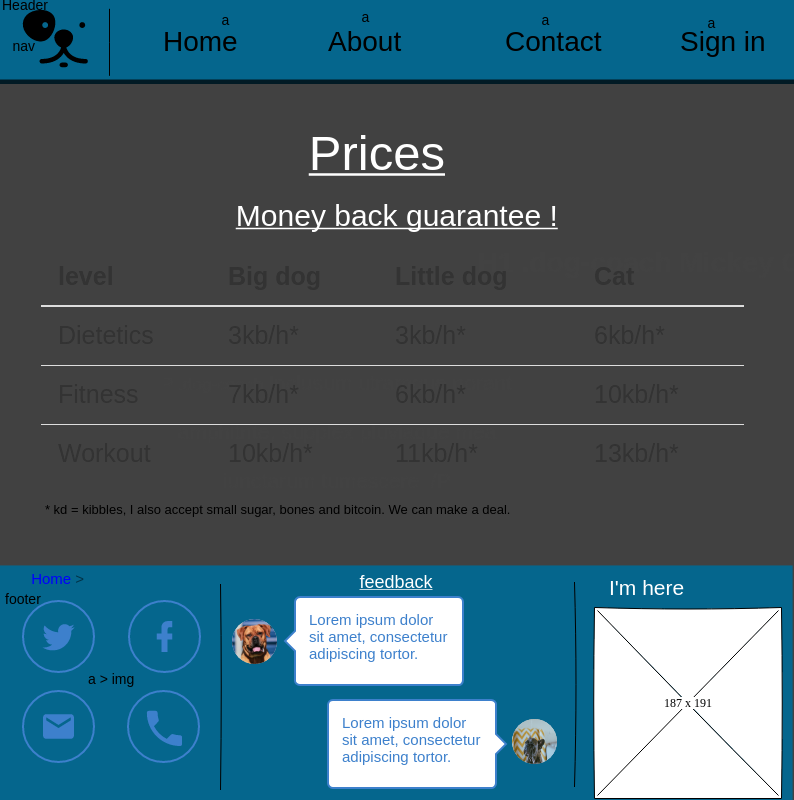 Header
nav
a
Home
a
About
a
Contact
a
Sign in
Prices
Money back guarantee !
level Big dog Little dog Cat
Dietetics 3kb/h* 3kb/h* 6kb/h*
Fitness 7kb/h* 6kb/h* 10kb/h*
Workout 10kb/h* 11kb/h* 13kb/h*
* kd = kibbles, I also accept small sugar, bones and bitcoin. We can make a deal.
Home >
footer
a > img
feedback
Lorem ipsum dolor
sit amet, consectetur
adipiscing tortor.
Lorem ipsum dolor
sit amet, consectetur
adipiscing tortor.
I'm here
187 x 191